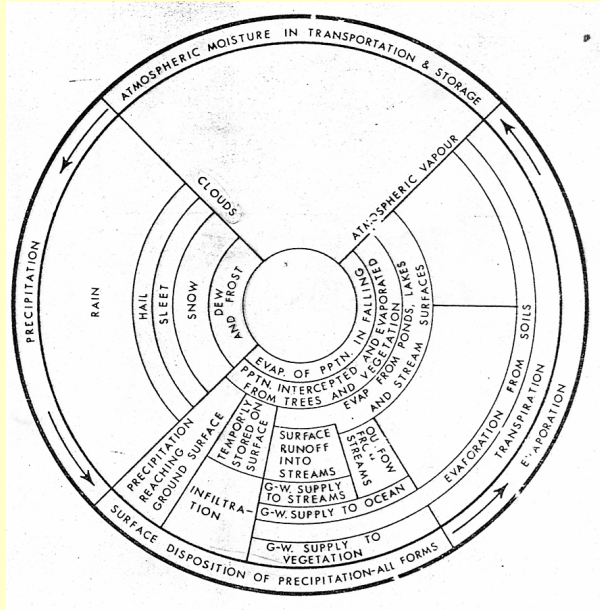 ATMOSPHERIC MOISTURE IN TRANSPORTATION & STORAGE
CLOUDS
ATMOSPHERIC VAPOUR
PRECIPITATION
RAIN
HAIL
SLEET
SNOW
DEW
AND FROST
EVAP. OF PPTN. IN FALLING
PPTN. INTERCEPTED AND EVAPORATED
FROM TREES AND VEGETATION
EVAP FROM PONDS, LAKES
AND STREAM SURFACES
EVAPORATION FROM SOILS
TRANSPIRATION
PRECIPITATION
REACHING
GROUND SURFACE
TEMPOR'LY
STORED ON
SURFACE
SURFACE
RUNOFF
INTO
STREAMS
STREAMS
INFILTRA-
TION
G-W. SUPPLY
TO STREAMS
G-W. SUPPLY TO OCEAN
G-W. SUPPLY TO
VEGETATION
SURFACE DISPOSITION OF PRECIPITATION-ALL FORMS